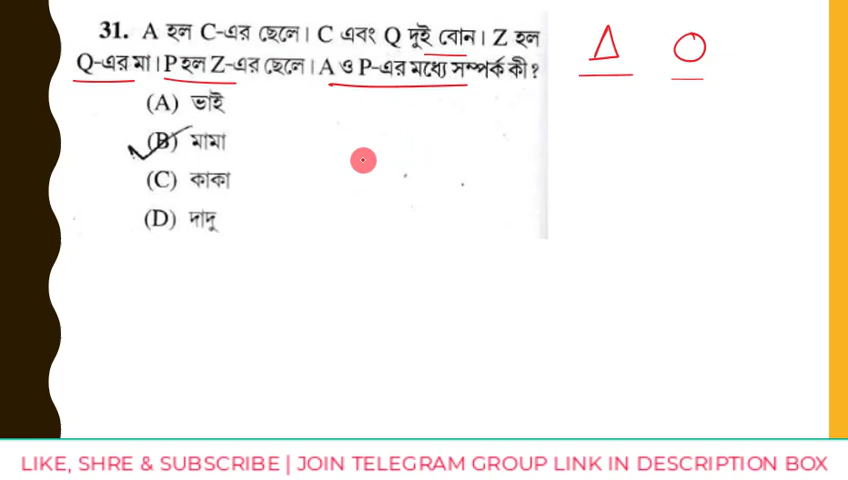 31. A হল C-এর ছেলে। C এবং Q দুই বোন। Z হল
Q-এর মা। P হল Z-এর ছেলে। A ও P-এর মধ্যে সম্পর্ক কী?
(A) ভাই
(B) মামা
(C) কাকা
(D) দাদু
LIKE, SHRE & SUBSCRIBE | JOIN TELEGRAM GROUP LINK IN DESCRIPTION BOX